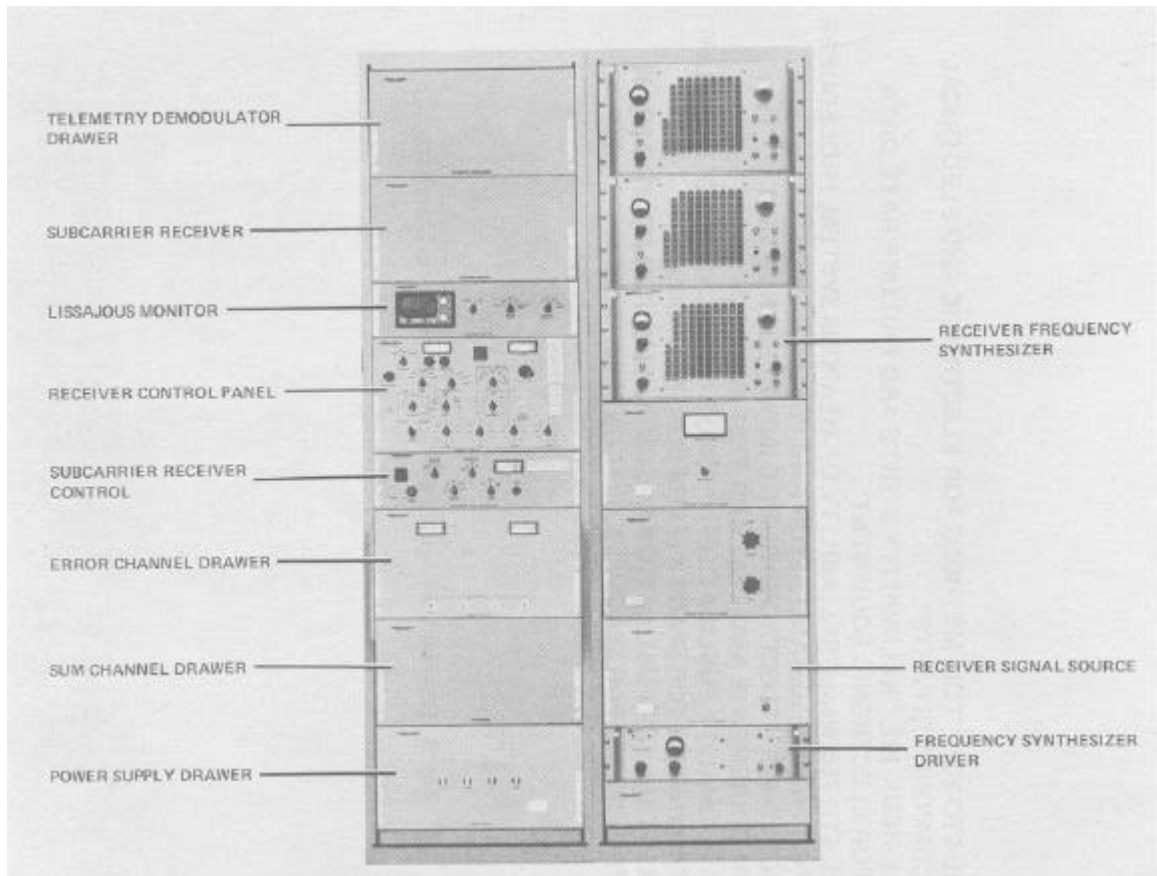 TELEMETRY DEMODULATOR
DRAWER
SUBCARRIER RECEIVER
LISSAJOUS MONITOR
RECEIVER CONTROL PANEL
SUBCARRIER RECEIVER
CONTROL
ERROR CHANNEL DRAWER
SUM CHANNEL DRAWER
POWER SUPPLY DRAWER
RECEIVER FREQUENCY
SYNTHESIZER
RECEIVER SIGNAL SOURCE
FREQUENCY SYNTHESIZER
DRIVER